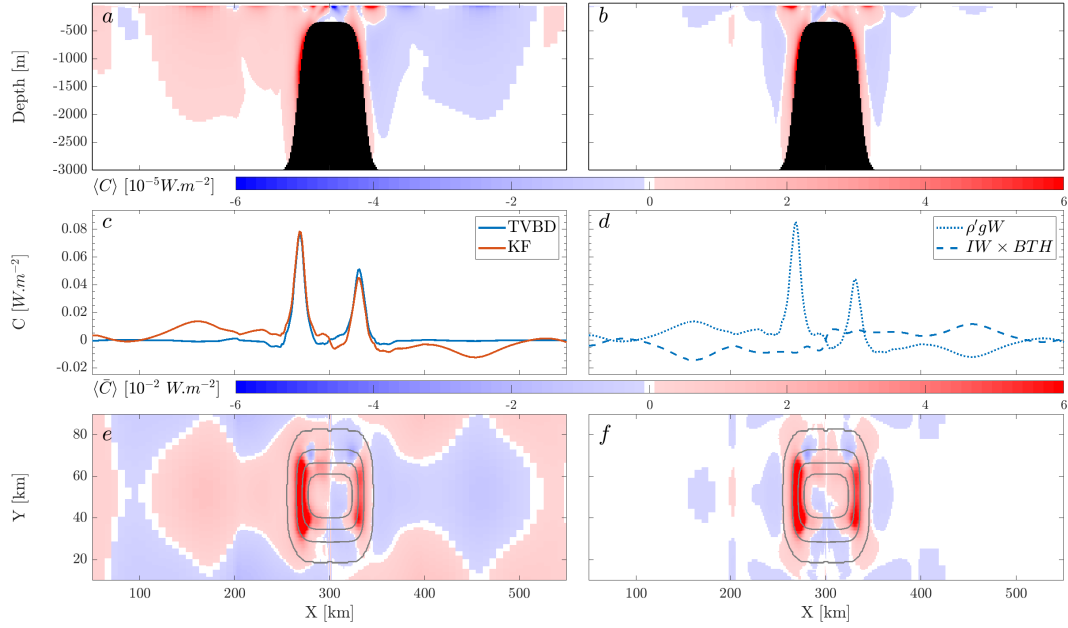 a
b
-500
-1000
-1500
-2000
-2500
-3000
Depth [m]
⟨C⟩ [10⁻⁵W.m⁻²]
-6
-4
-2
0
2
4
6
c
TVBD
KF
d
ρ′gW
IW × BTH
0.08
0.06
0.04
0.02
0
-0.02
C [W.m⁻²]
⟨C̄⟩ [10⁻² W.m⁻²]
-6
-4
-2
0
2
4
6
e
f
80
60
40
20
Y [km]
100
200
300
400
500
100
200
300
400
500
X [km]
X [km]